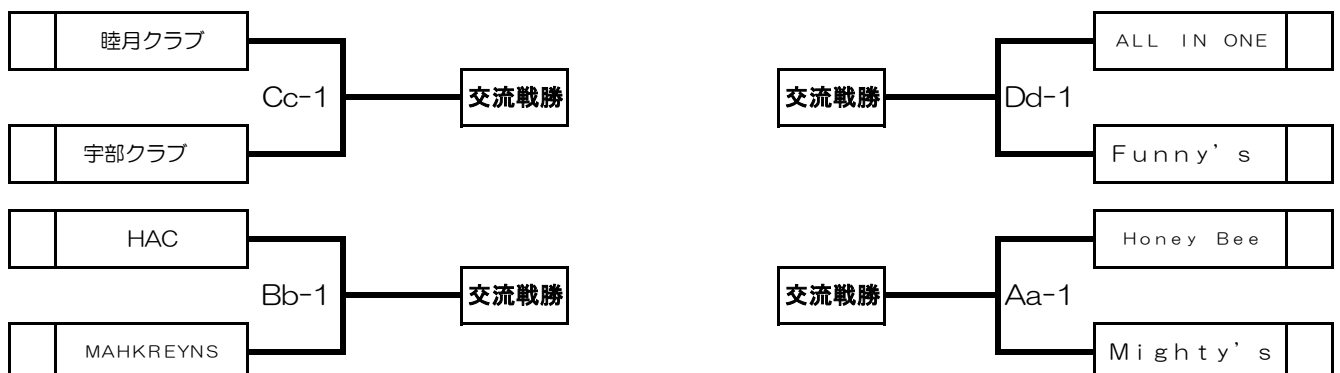 睦月クラブ
Cc-1
交流戦勝
宇部クラブ
HAC
Bb-1
交流戦勝
MAHKREYNS
ALL IN ONE
交流戦勝
Dd-1
Funny’s
Honey Bee
交流戦勝
Aa-1
Mighty’s